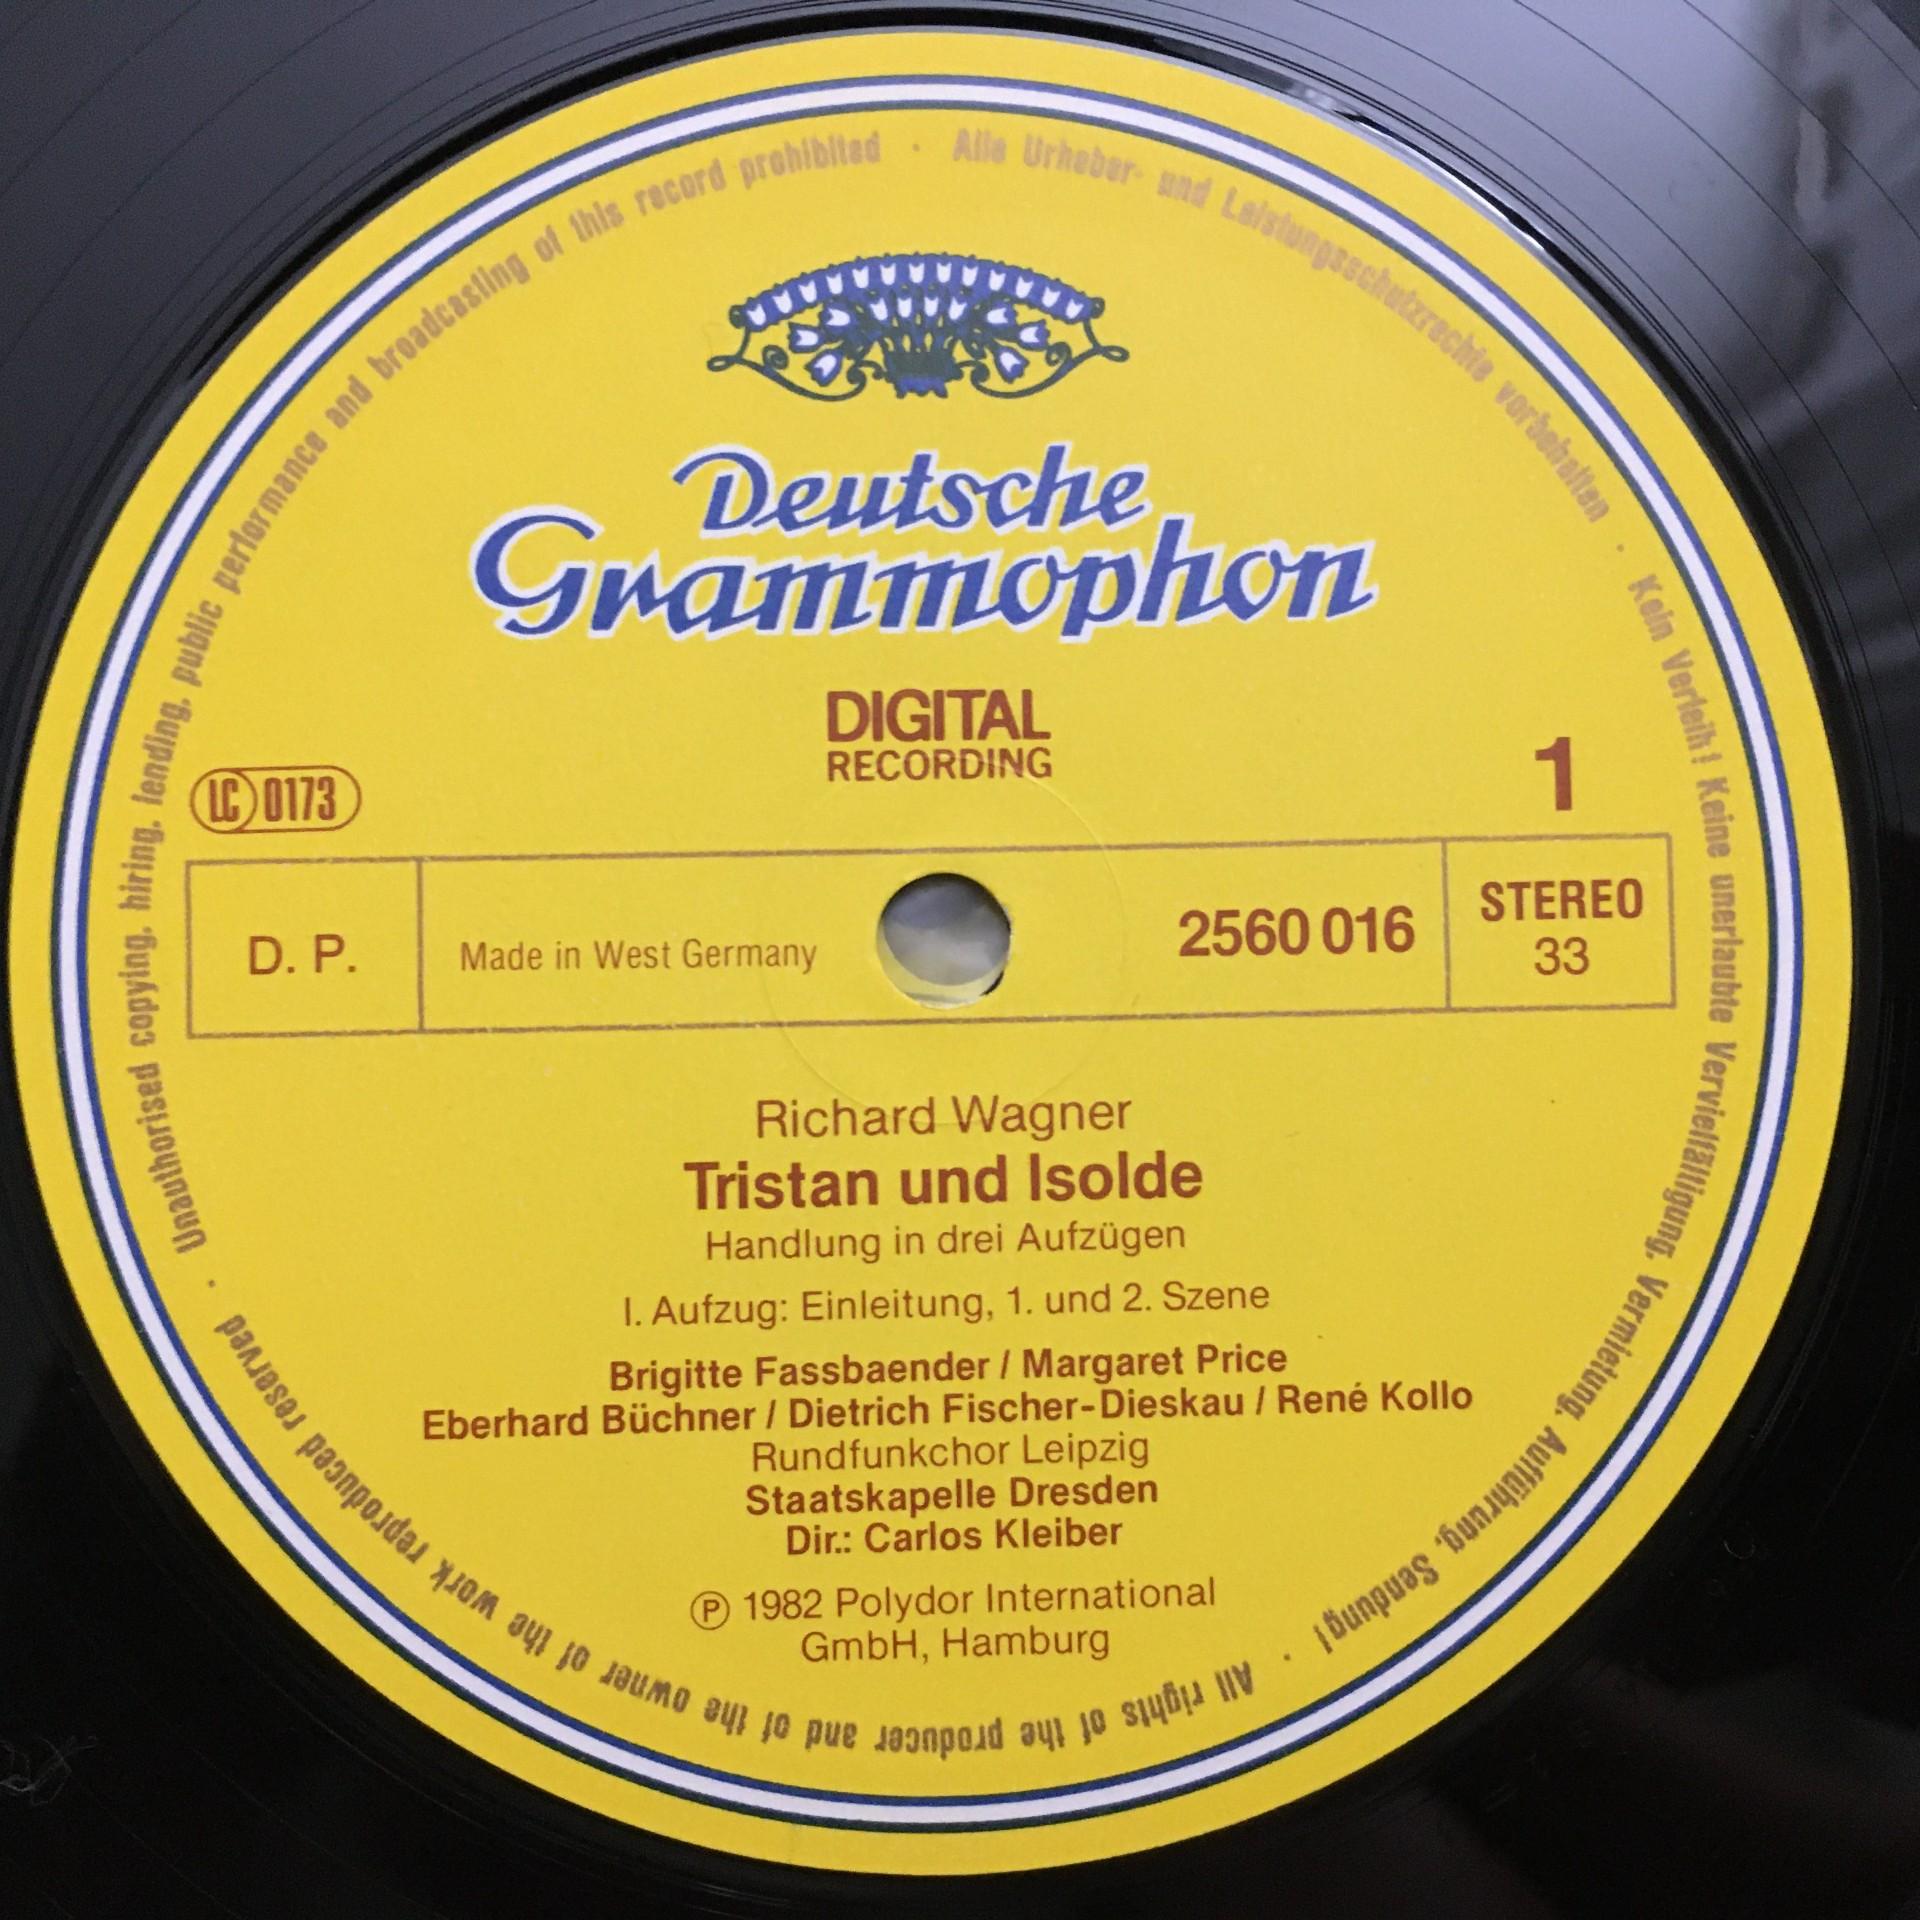 Deutsche
Grammophon
DIGITAL
RECORDING
LC 0173
1
D. P.
Made in West Germany
2560 016
STEREO
33
Richard Wagner
Tristan und Isolde
Handlung in drei Aufzügen
I. Aufzug: Einleitung, 1. und 2. Szene
Brigitte Fassbaender / Margaret Price
Eberhard Büchner / Dietrich Fischer-Dieskau / René Kollo
Rundfunkchor Leipzig
Staatskapelle Dresden
Dir.: Carlos Kleiber
Ⓟ 1982 Polydor International
GmbH, Hamburg
Alle Urheber- und Leistungsschutzrechte vorbehalten · Kein Verleih! Keine unerlaubte Vervielfältigung, Vermietung, Aufführung, Sendung! · All rights of the producer and of the owner of the work reproduced reserved · Unauthorised copying, hiring, lending, public performance and broadcasting of this record prohibited ·